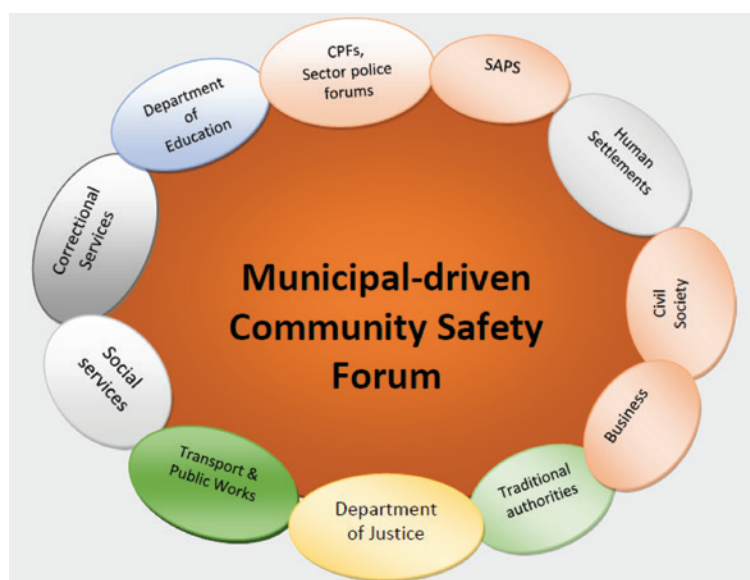 CPFs,
Sector police
forums
SAPS
Human
Settlements
Civil
Society
Business
Traditional
authorities
Department
of Justice
Transport &
Public Works
Social
services
Correctional
Services
Department
of
Education
Municipal-driven
Community Safety
Forum